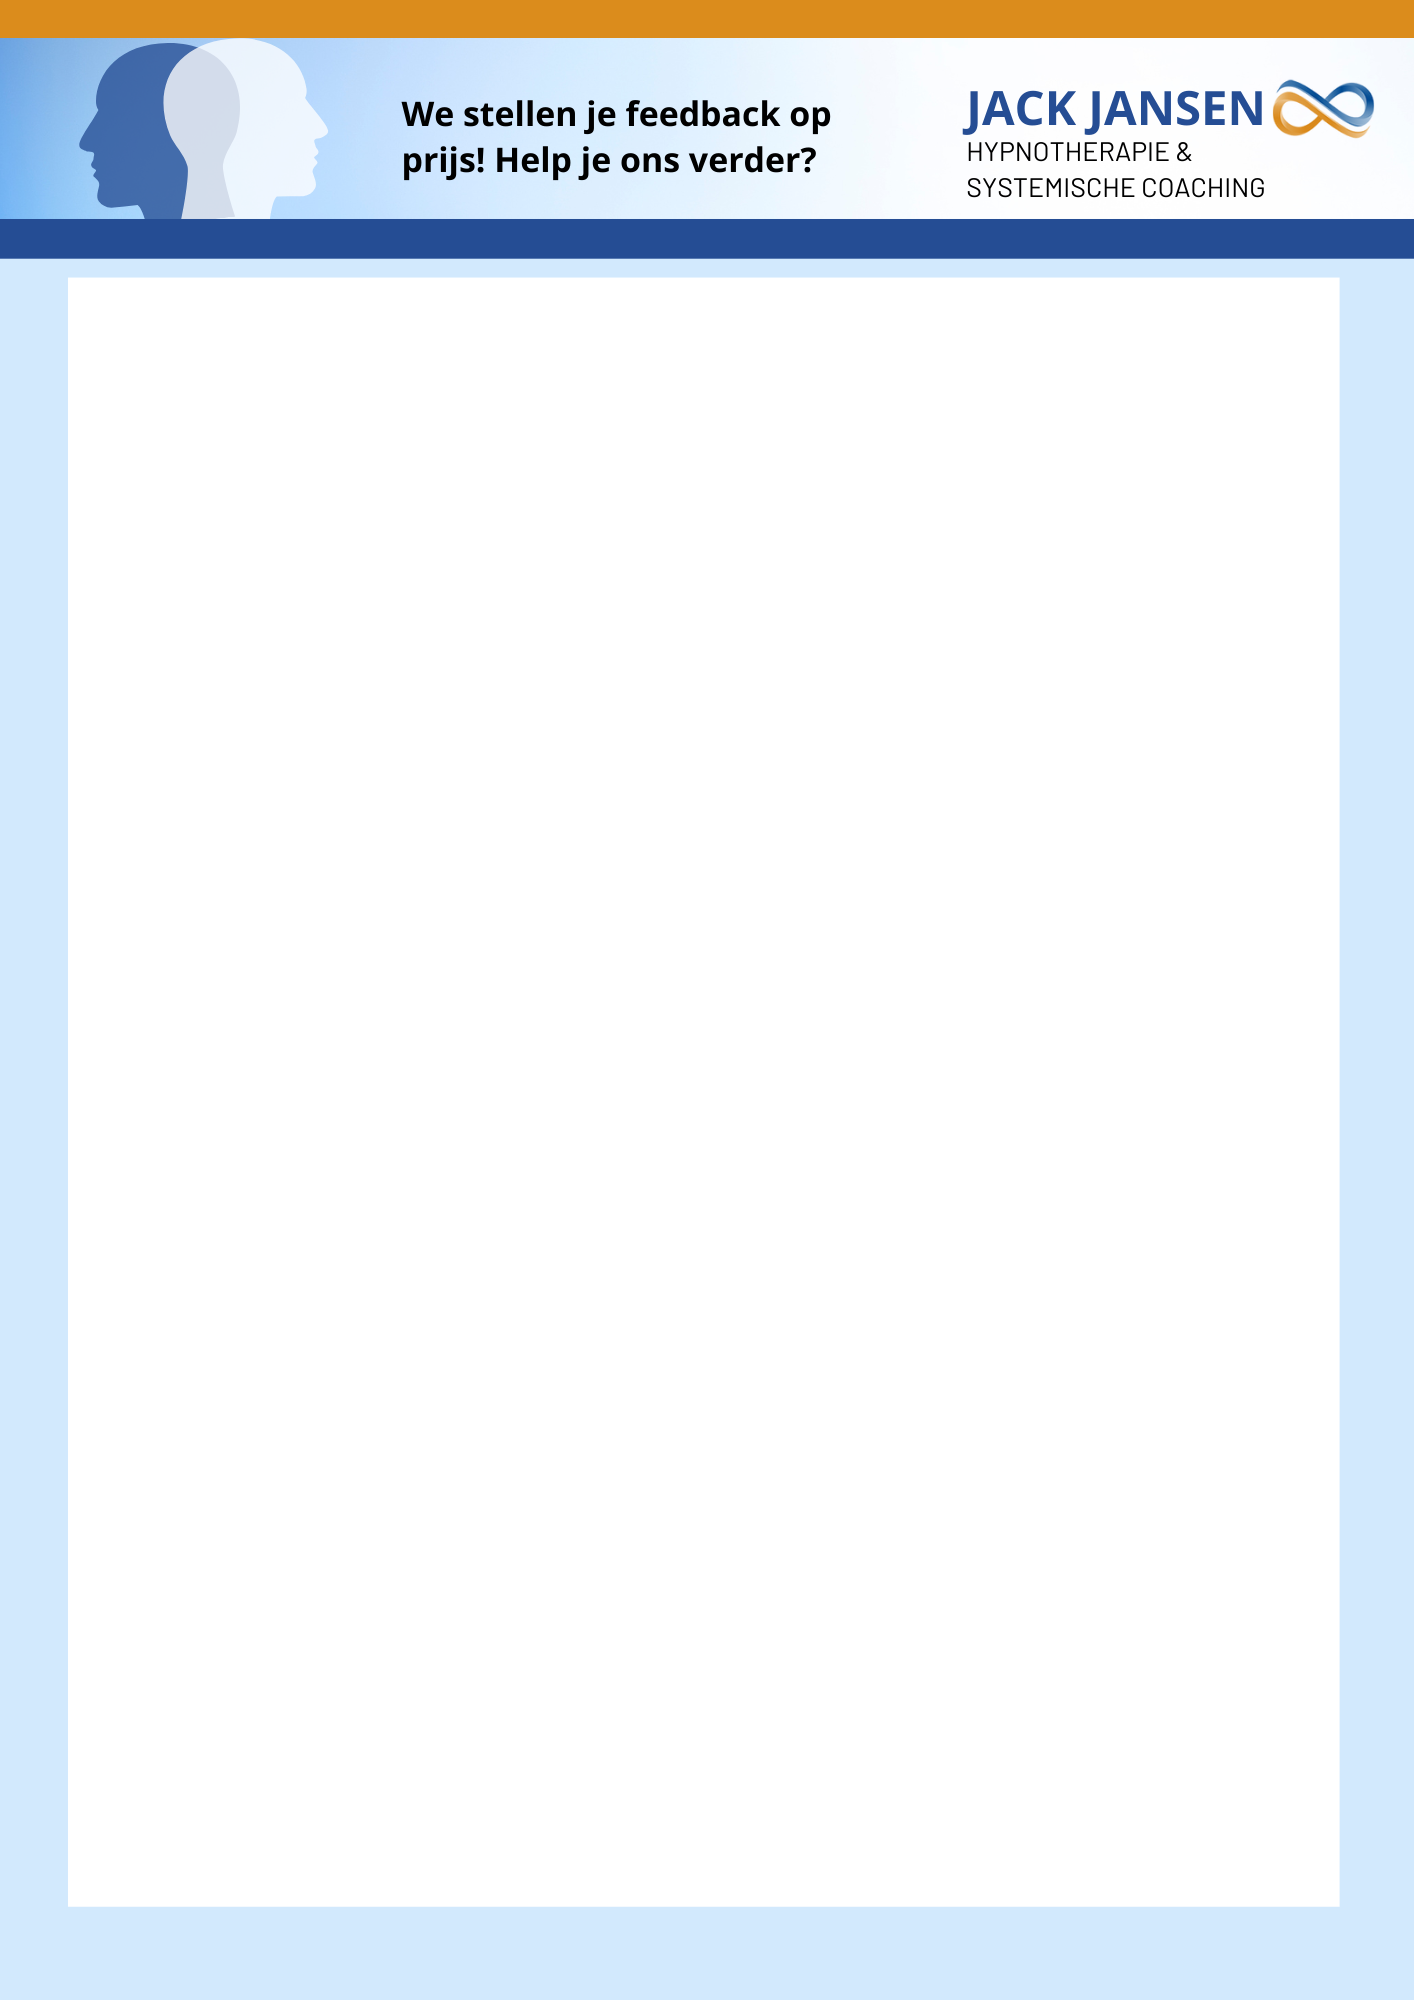 We stellen je feedback op
prijs! Help je ons verder?
JACK JANSEN
HYPNOTHERAPIE &
SYSTEMISCHE COACHING